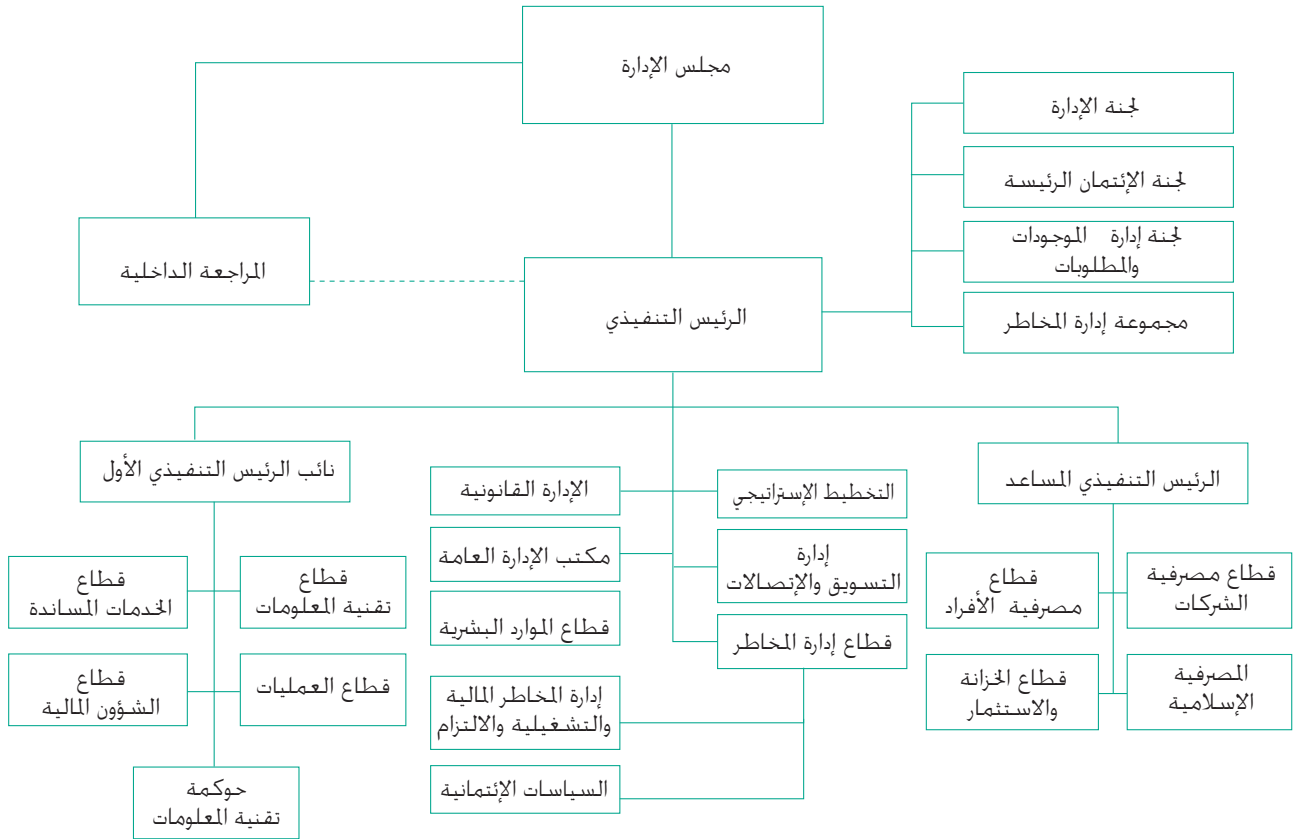 مجلس الإدارة
لجنة الإدارة
لجنة الإئتمان الرئيسة
لجنة إدارة الموجودات
والمطلوبات
مجموعة إدارة المخاطر
المراجعة الداخلية
الرئيس التنفيذي
الرئيس التنفيذي المساعد
نائب الرئيس التنفيذي الأول
التخطيط الإستراتيجي
الإدارة القانونية
إدارة
التسويق والإتصالات
مكتب الإدارة العامة
قطاع إدارة المخاطر
قطاع الموارد البشرية
إدارة المخاطر المالية
والتشغيلية والالتزام
السياسات الإئتمانية
قطاع مصرفية
الشركات
قطاع
مصرفية الأفراد
المصرفية
الإسلامية
قطاع الخزانة
والاستثمار
قطاع
تقنية المعلومات
قطاع
الخدمات المساندة
قطاع العمليات
قطاع
الشؤون المالية
حوكمة
تقنية المعلومات